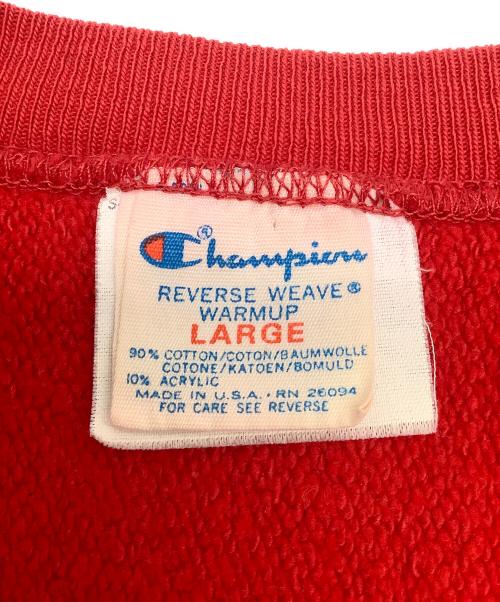 S
®
Champion
REVERSE WEAVE®
WARMUP
LARGE
90% COTTON/COTON/BAUMWOLLE
COTONE/KATOEN/BOMULD
10% ACRYLIC
MADE IN U.S.A. • RN 26094
FOR CARE SEE REVERSE